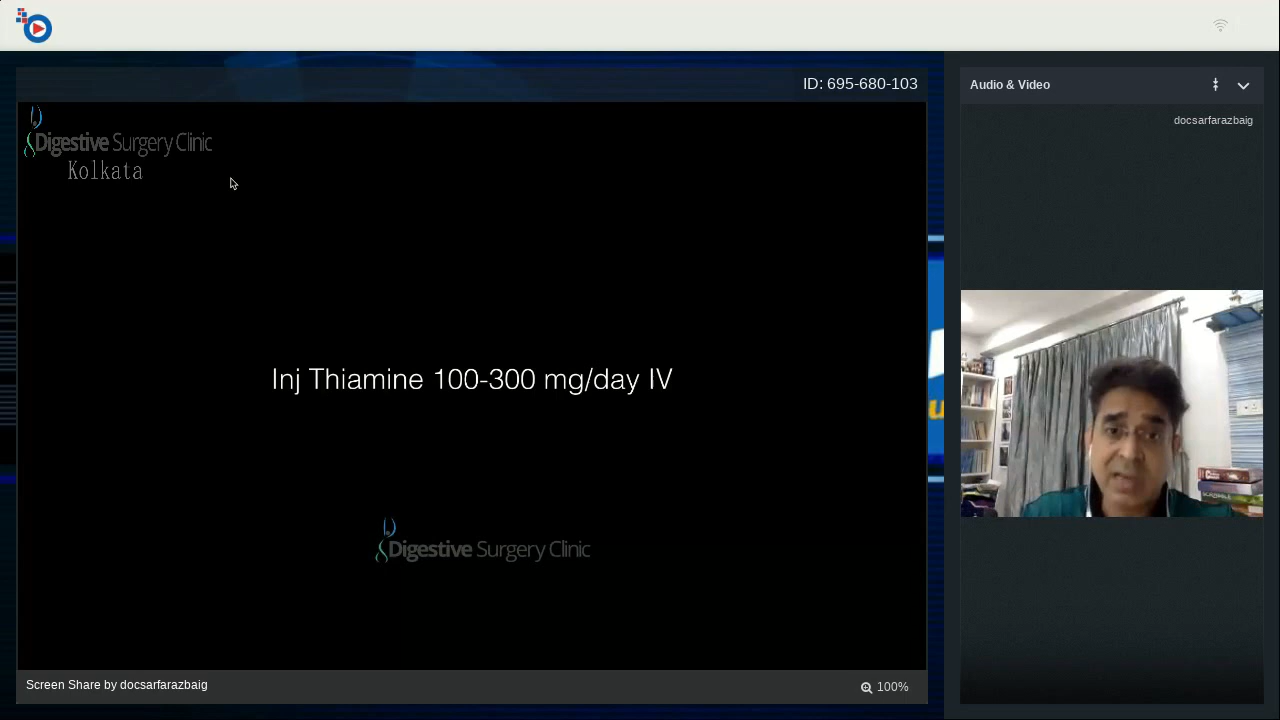 ID: 695-680-103
Audio & Video
docsarfarazbaig
Digestive Surgery Clinic
Kolkata
Inj Thiamine 100-300 mg/day IV
Digestive Surgery Clinic
Screen Share by docsarfarazbaig
100%